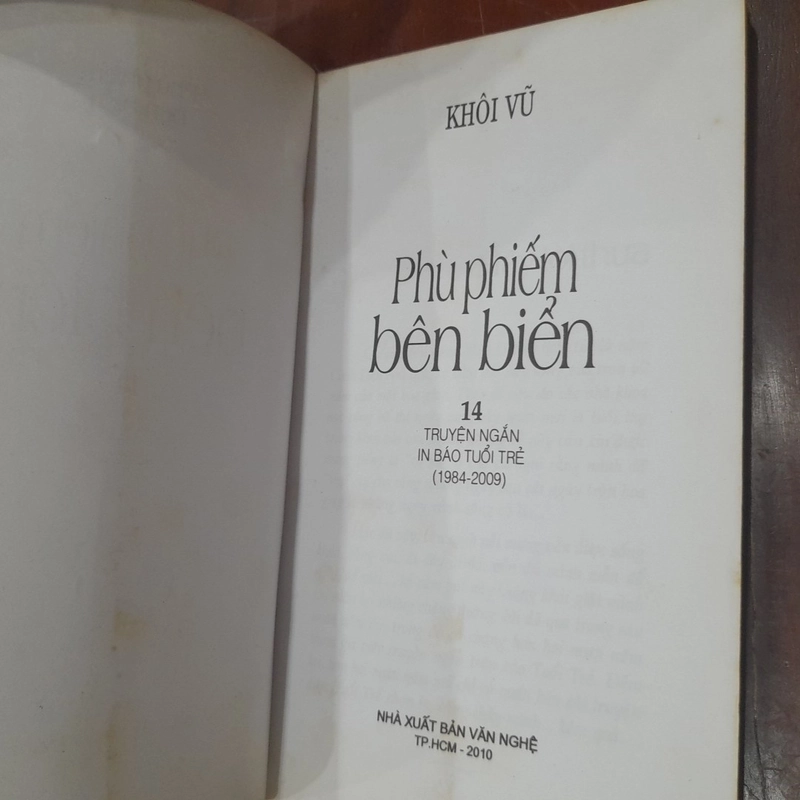 KHÔI VŨ
Phù phiếm
bên biển
14
TRUYỆN NGẮN
IN BÁO TUỔI TRẺ
(1984-2009)
NHÀ XUẤT BẢN VĂN NGHỆ
TP.HCM - 2010